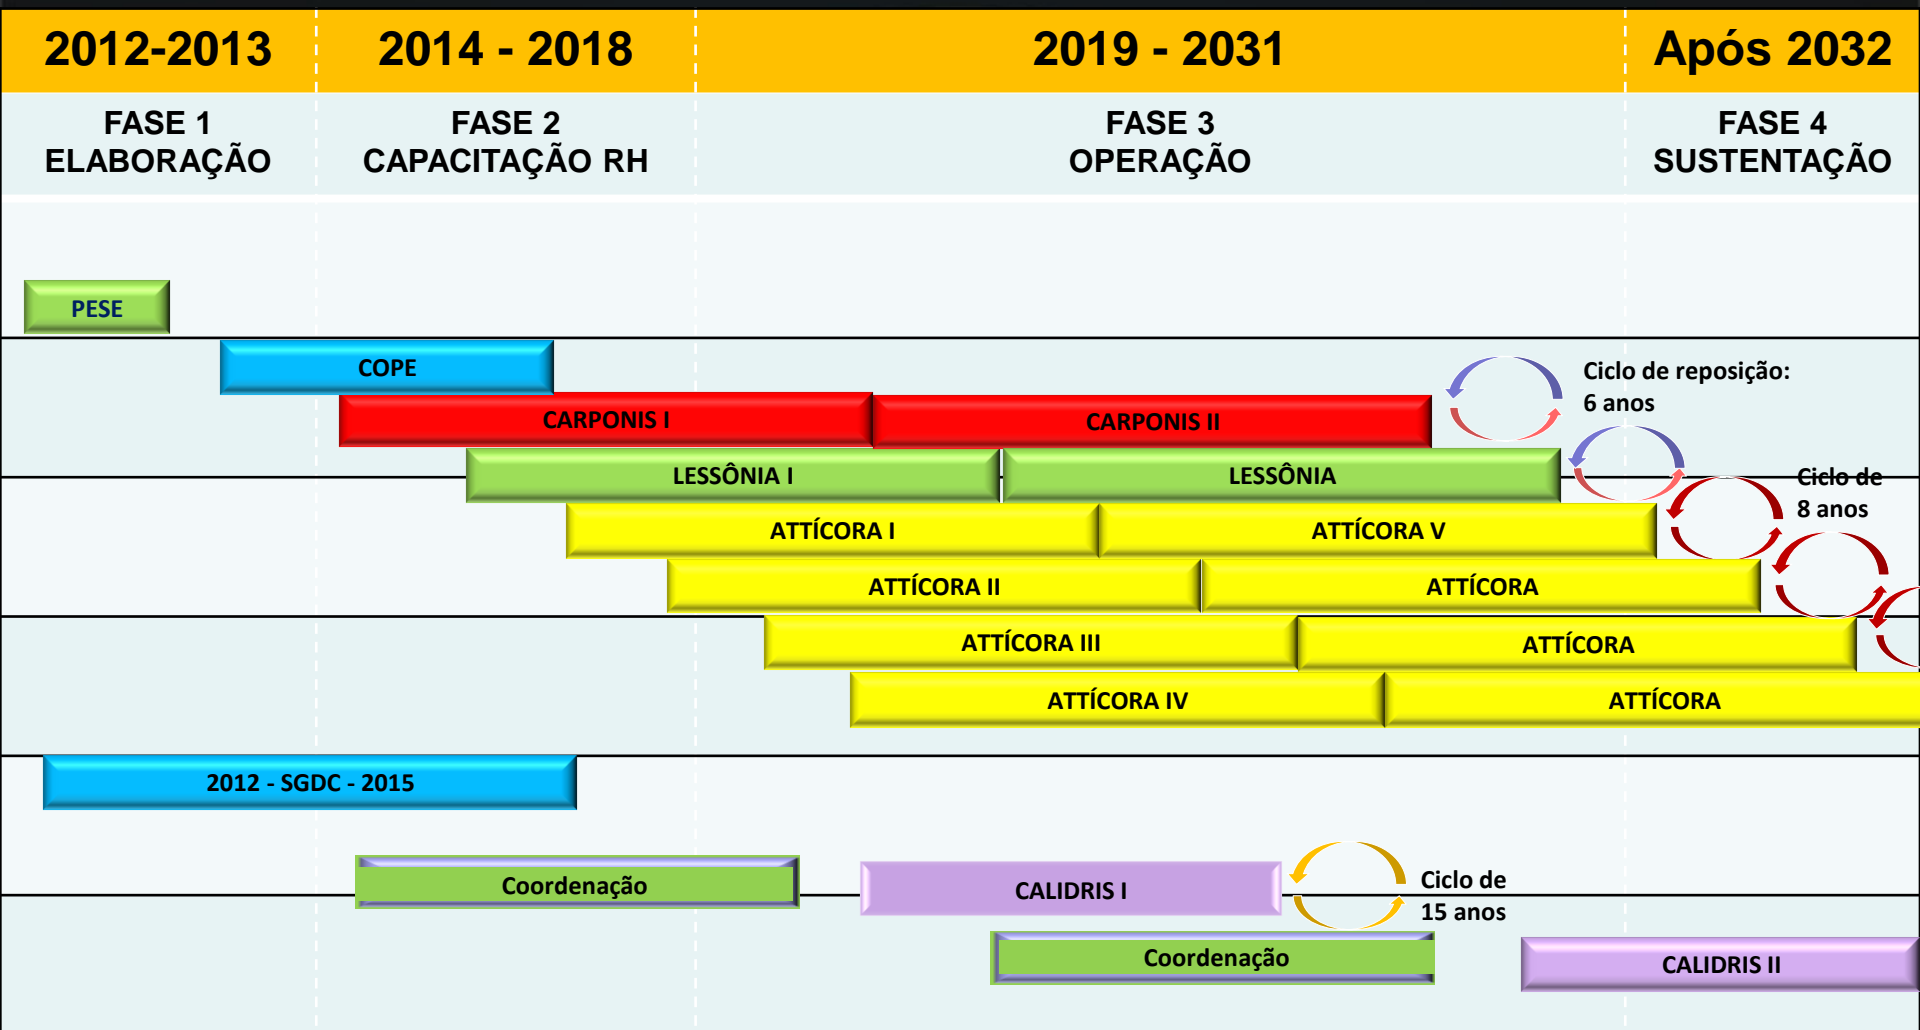 2012-2013
2014 - 2018
2019 - 2031
Após 2032
FASE 1
ELABORAÇÃO
FASE 2
CAPACITAÇÃO RH
FASE 3
OPERAÇÃO
FASE 4
SUSTENTAÇÃO
PESE
COPE
Ciclo de reposição:
6 anos
CARPONIS I
CARPONIS II
LESSÔNIA I
LESSÔNIA
Ciclo de
8 anos
ATTÍCORA I
ATTÍCORA V
ATTÍCORA II
ATTÍCORA
ATTÍCORA III
ATTÍCORA
ATTÍCORA IV
ATTÍCORA
2012 - SGDC - 2015
Coordenação
CALIDRIS I
Ciclo de
15 anos
Coordenação
CALIDRIS II